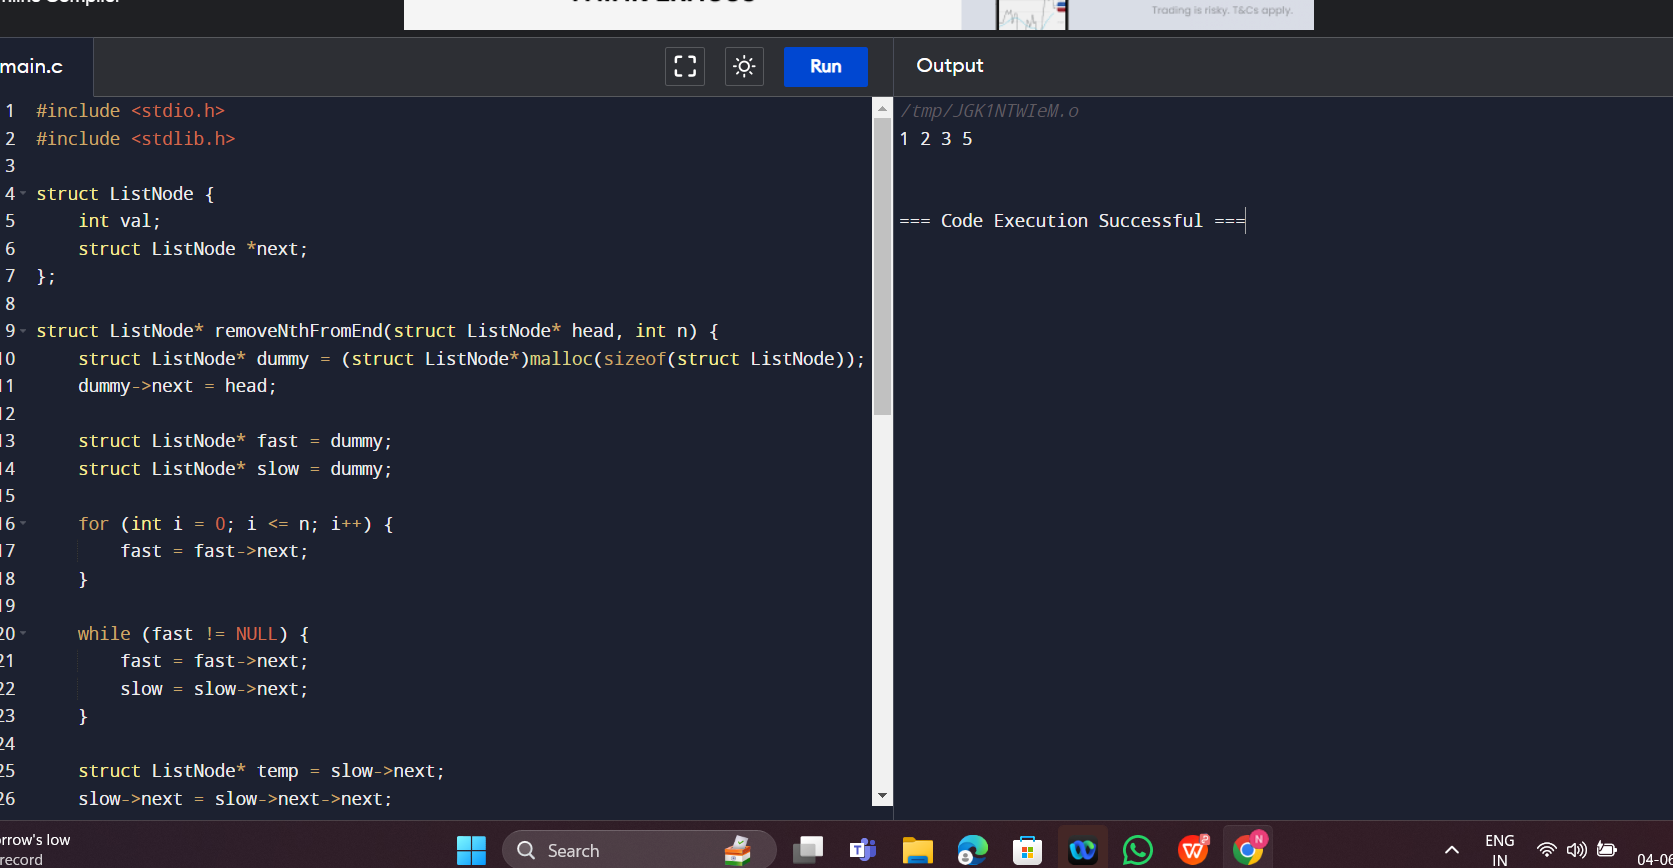 Trading is risky. T&Cs apply.
main.c
Run
Output
1 #include <stdio.h>
2 #include <stdlib.h>
3
4 struct ListNode {
5     int val;
6     struct ListNode *next;
7 };
8
9 struct ListNode* removeNthFromEnd(struct ListNode* head, int n) {
10     struct ListNode* dummy = (struct ListNode*)malloc(sizeof(struct ListNode));
11     dummy->next = head;
12
13     struct ListNode* fast = dummy;
14     struct ListNode* slow = dummy;
15
16     for (int i = 0; i <= n; i++) {
17         fast = fast->next;
18     }
19
20     while (fast != NULL) {
21         fast = fast->next;
22         slow = slow->next;
23     }
24
25     struct ListNode* temp = slow->next;
26     slow->next = slow->next->next;
/tmp/JGK1NTWIeM.o
1 2 3 5
=== Code Execution Successful ===
rrow's low
record
Search
N
ENG
IN
04-06